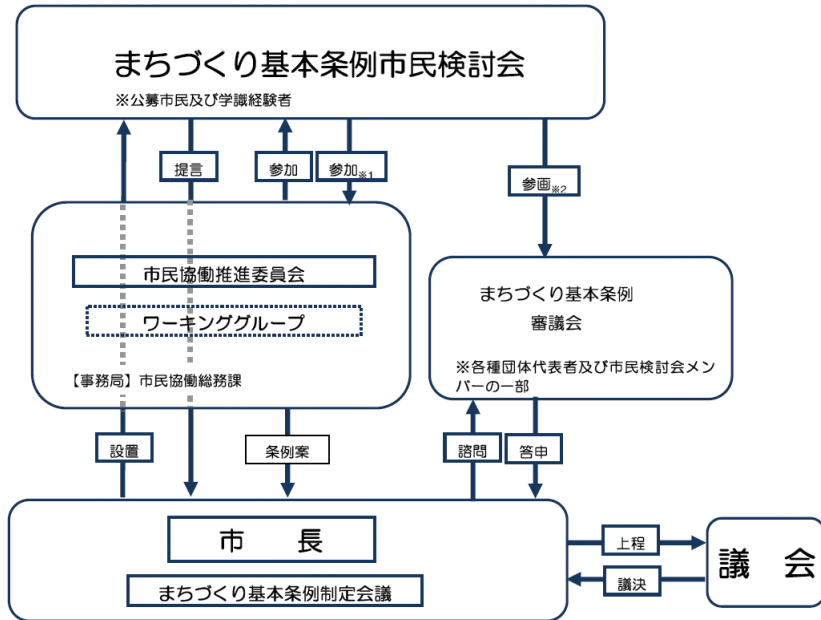 まちづくり基本条例市民検討会
※公募市民及び学識経験者
提言
参加
参加※1
参画※2
市民協働推進委員会
ワーキンググループ
【事務局】市民協働総務課
まちづくり基本条例
審議会
※各種団体代表者及び市民検討会メン
バーの一部
設置
条例案
諮問
答申
市　長
まちづくり基本条例制定会議
上程
議決
議　会